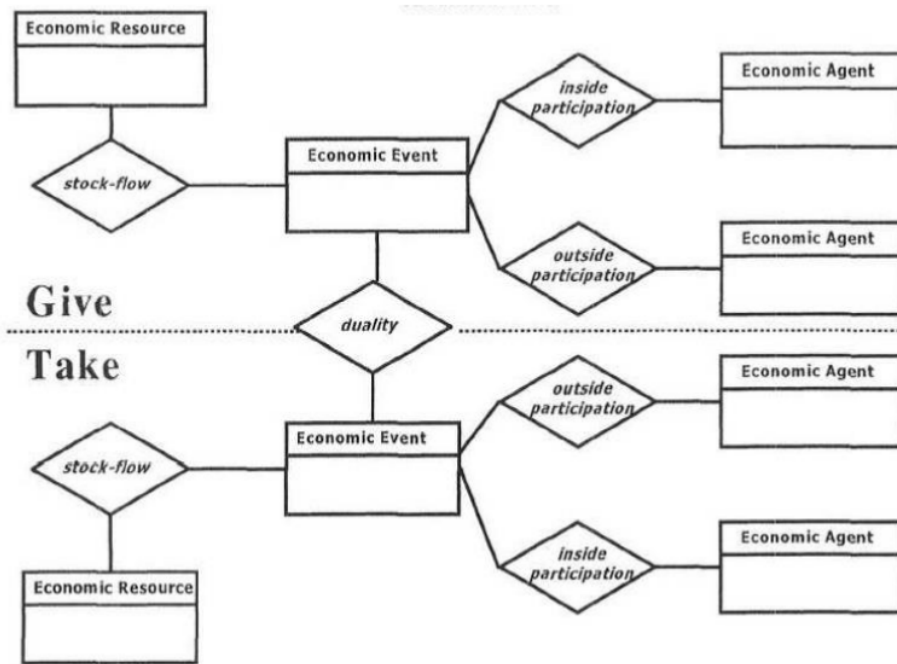 Economic Resource
Economic Agent
inside
participation
Economic Event
stock-flow
Economic Agent
outside
participation
Give
duality
Take
Economic Agent
outside
participation
Economic Event
stock-flow
Economic Agent
inside
participation
Economic Resource